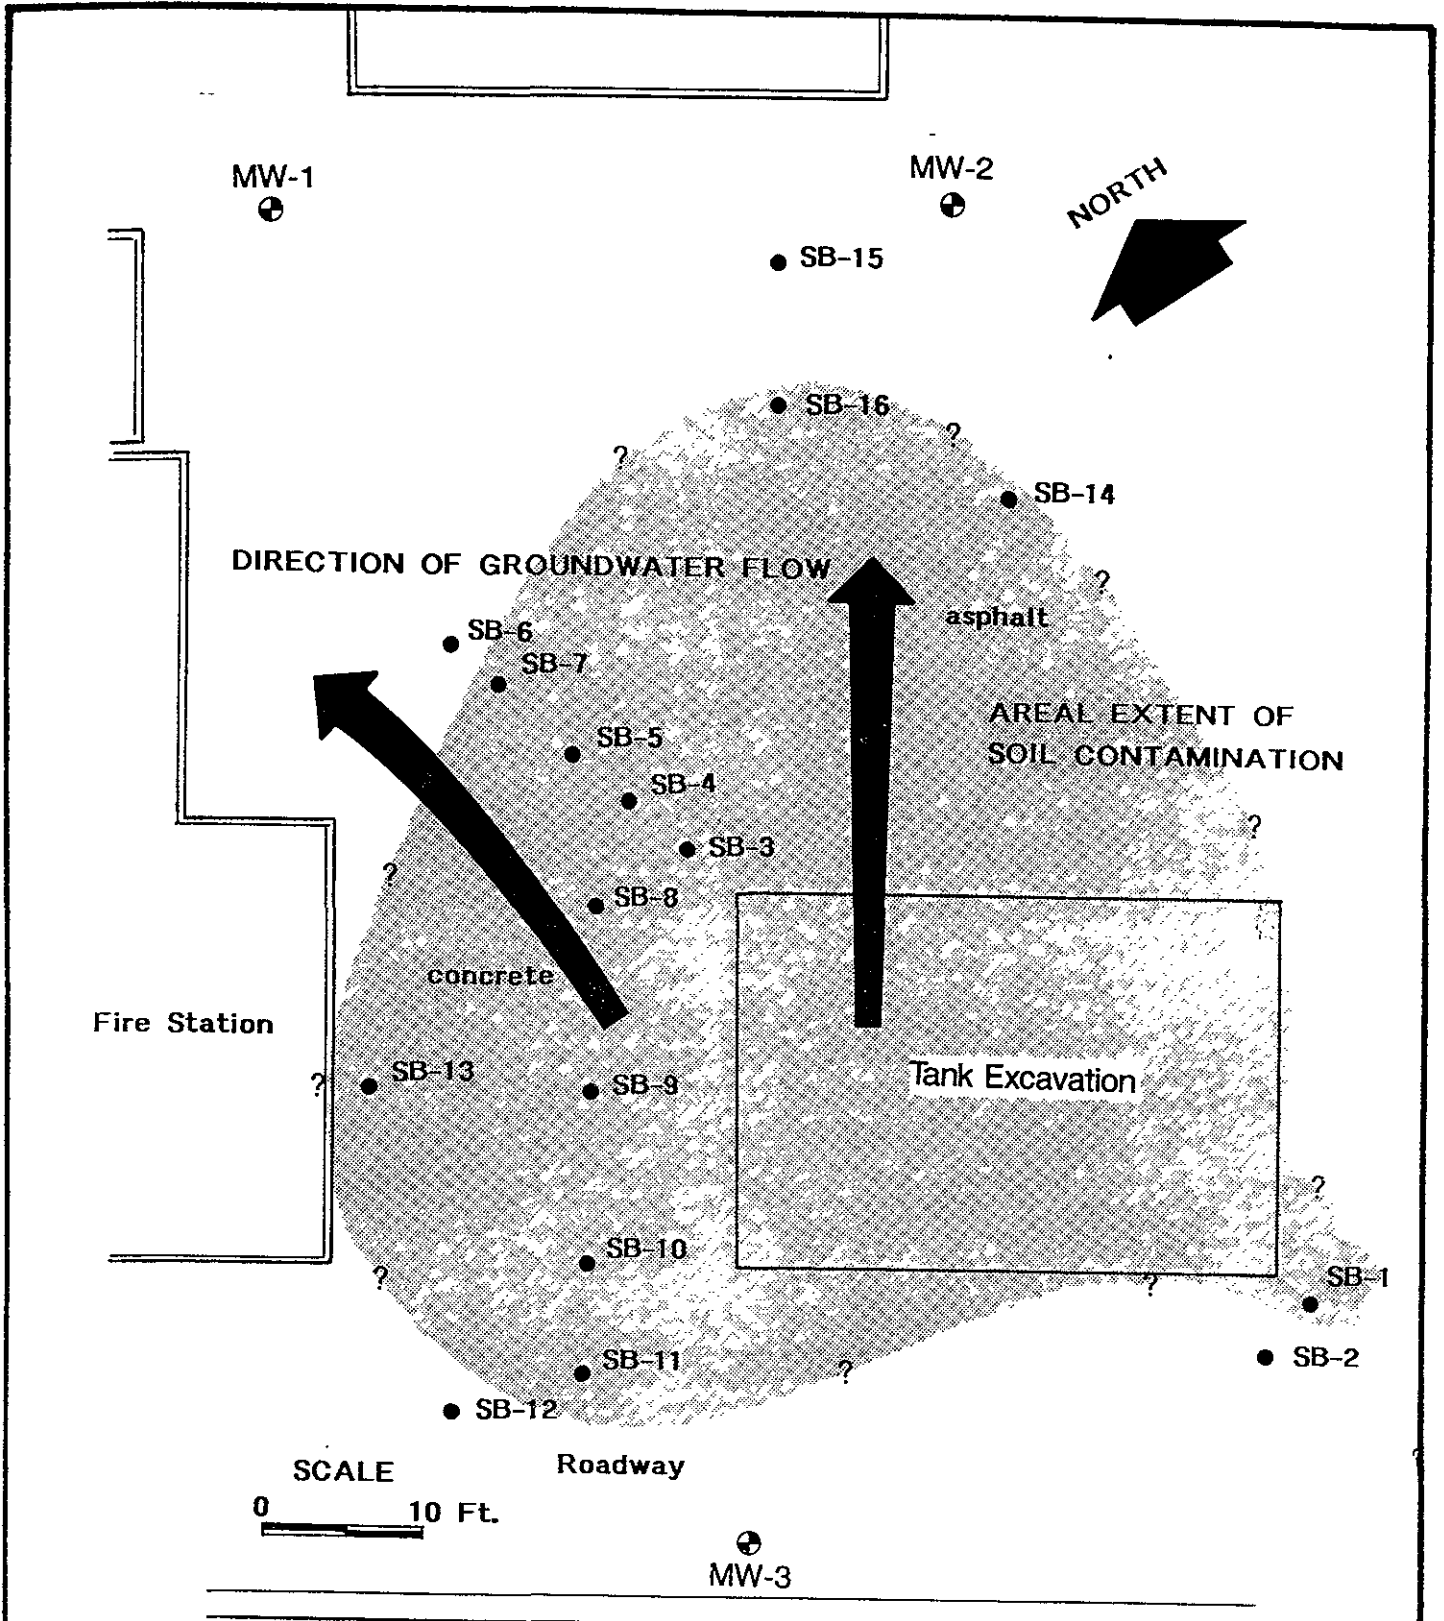 MW-1
MW-2
NORTH
SB-15
SB-16
?
?
SB-14
DIRECTION OF GROUNDWATER FLOW
?
asphalt
SB-6
SB-7
AREAL EXTENT OF
SOIL CONTAMINATION
SB-5
SB-4
?
SB-3
?
SB-8
concrete
Fire Station
Tank Excavation
SB-13
?
SB-9
?
SB-10
?
SB-1
?
SB-2
SB-11
?
SB-12
Roadway
SCALE
0 10 Ft.
MW-3